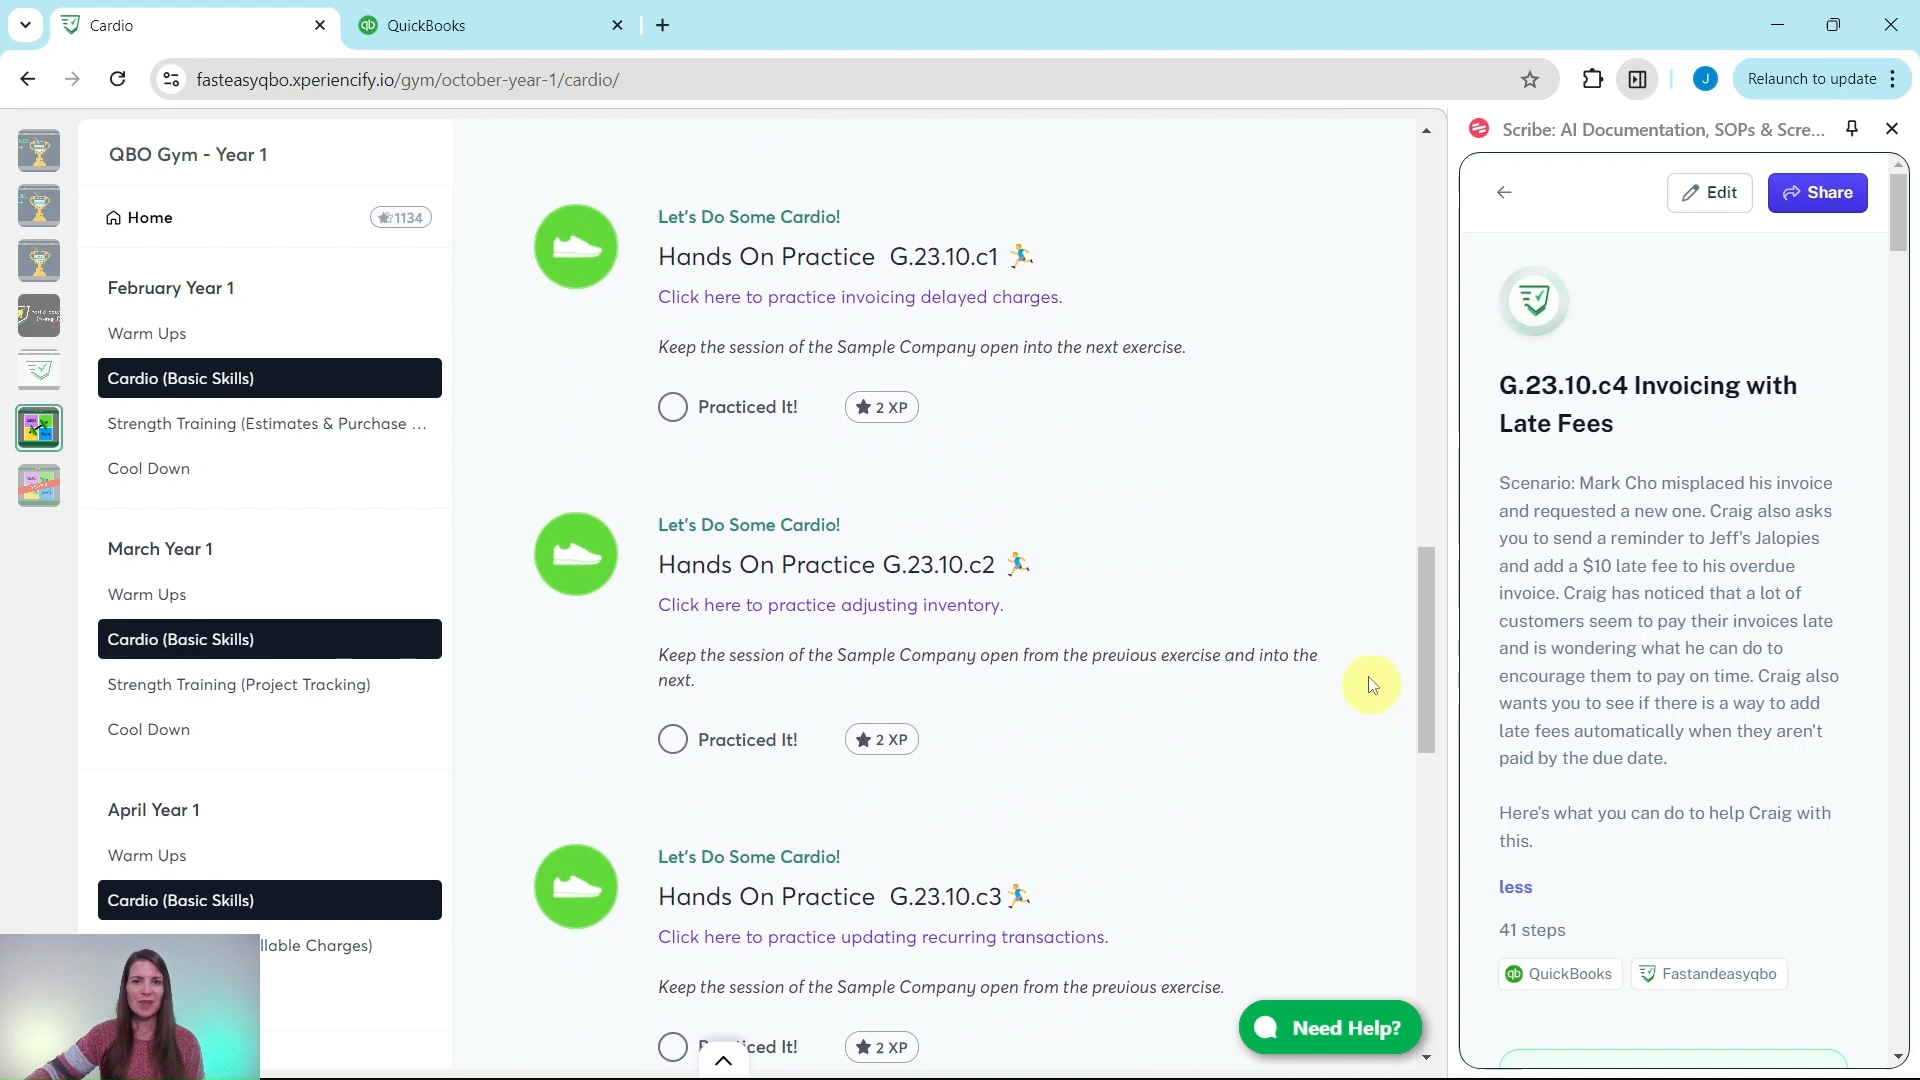 Cardio
QuickBooks
fasteasyqbo.xperiencify.io/gym/october-year-1/cardio/
J
Relaunch to update
QBO Gym - Year 1
Home
1134
February Year 1
Warm Ups
Cardio (Basic Skills)
Strength Training (Estimates & Purchase ...
Cool Down
March Year 1
Warm Ups
Cardio (Basic Skills)
Strength Training (Project Tracking)
Cool Down
April Year 1
Warm Ups
Cardio (Basic Skills)
llable Charges)
Let's Do Some Cardio!
Hands On Practice G.23.10.c1
Click here to practice invoicing delayed charges.
Keep the session of the Sample Company open into the next exercise.
Practiced It!
2 XP
Let's Do Some Cardio!
Hands On Practice G.23.10.c2
Click here to practice adjusting inventory.
Keep the session of the Sample Company open from the previous exercise and into the
next.
Practiced It!
2 XP
Let's Do Some Cardio!
Hands On Practice G.23.10.c3
Click here to practice updating recurring transactions.
Keep the session of the Sample Company open from the previous exercise.
iced It!
2 XP
Need Help?
Scribe: AI Documentation, SOPs & Scre...
Edit
Share
G.23.10.c4 Invoicing with
Late Fees
Scenario: Mark Cho misplaced his invoice
and requested a new one. Craig also asks
you to send a reminder to Jeff's Jalopies
and add a $10 late fee to his overdue
invoice. Craig has noticed that a lot of
customers seem to pay their invoices late
and is wondering what he can do to
encourage them to pay on time. Craig also
wants you to see if there is a way to add
late fees automatically when they aren't
paid by the due date.
Here's what you can do to help Craig with
this.
less
41 steps
qb QuickBooks
Fastandeasyqbo